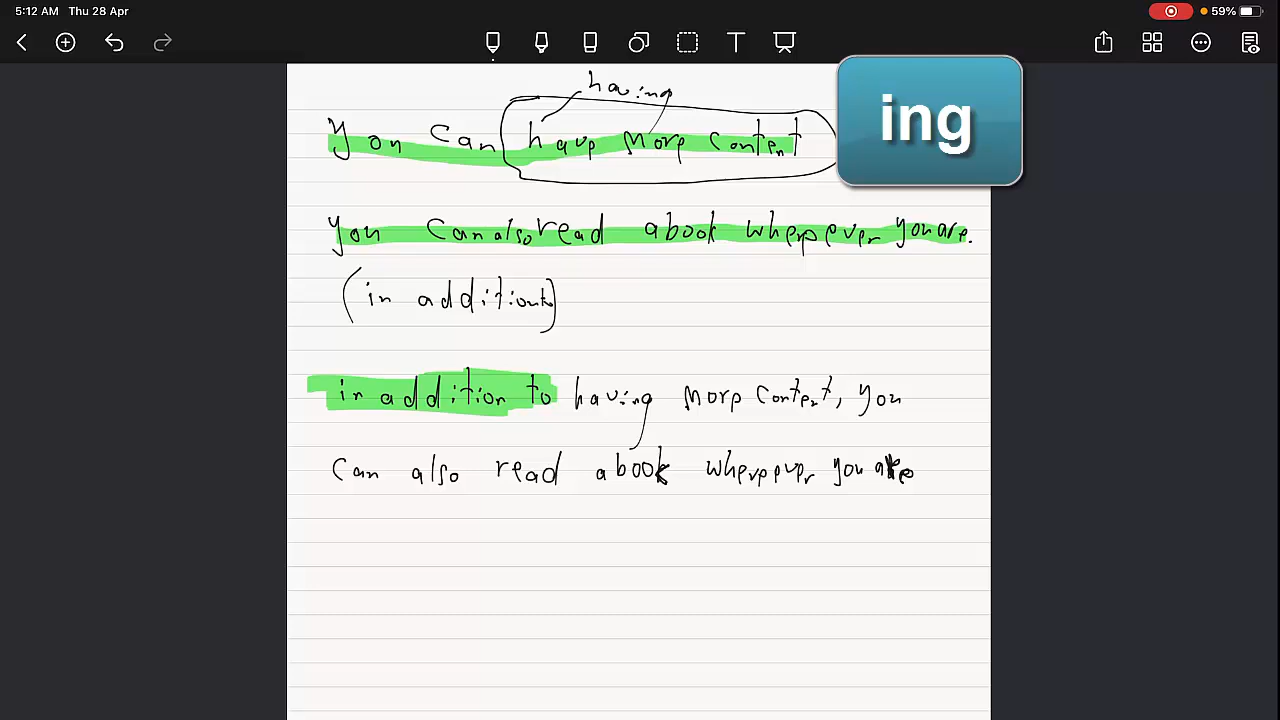 5:12 AM Thu 28 Apr
59%
T
having
ing
you can have more content
you can also read a book wherever you are.
(in addition to)
in addition to having more content, you
can also read a book wherever you are